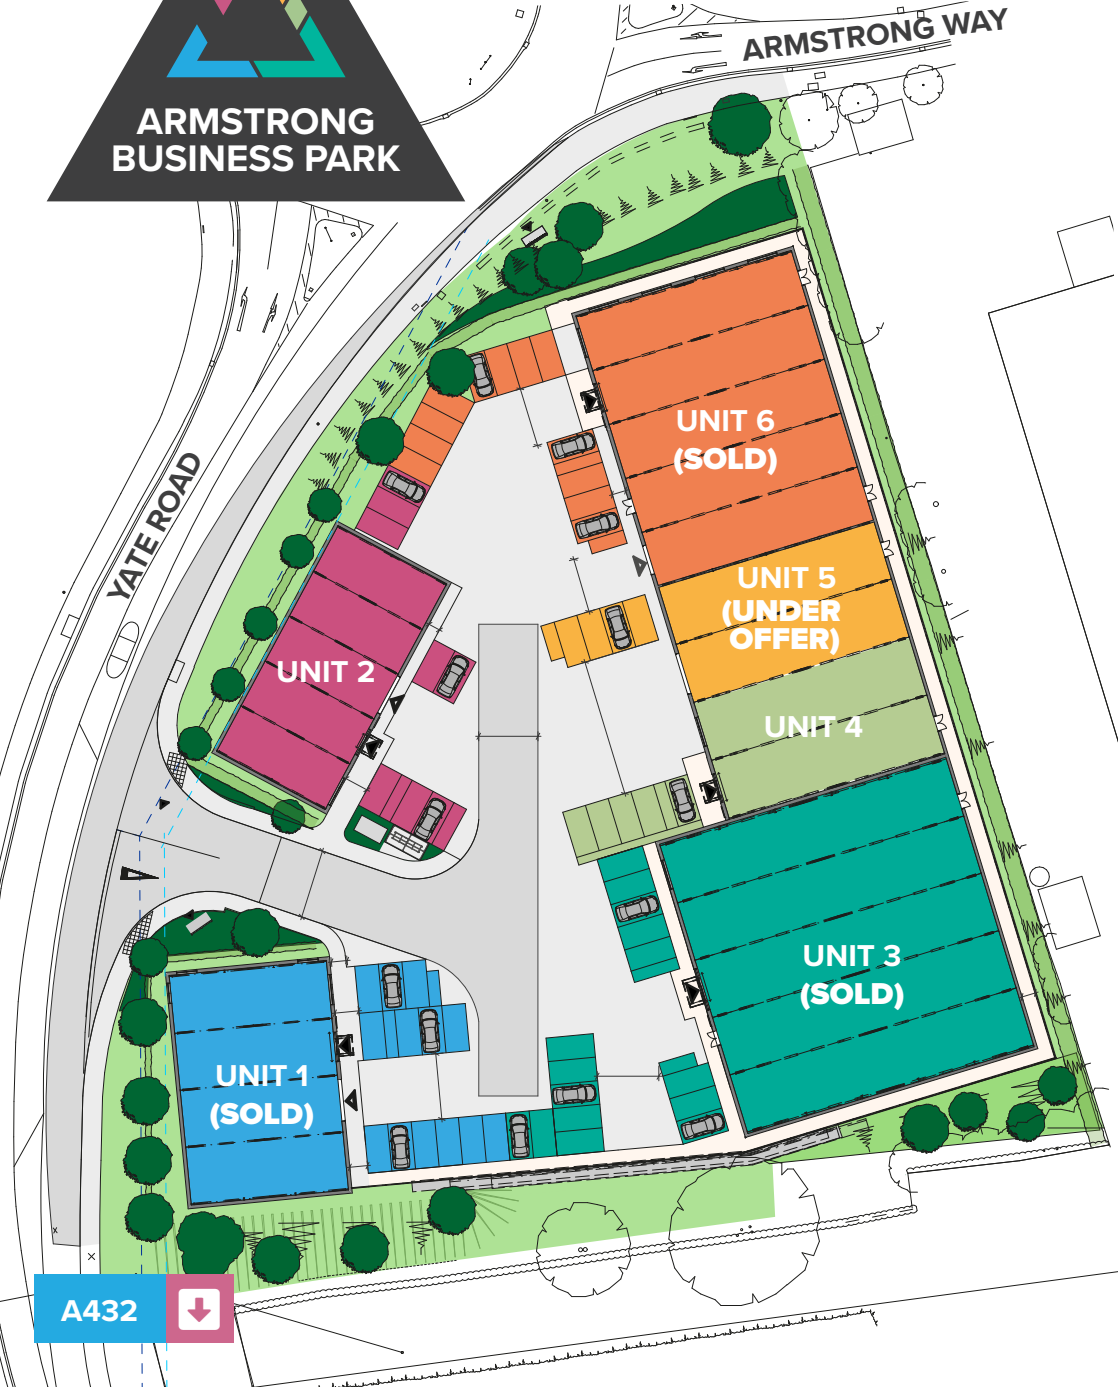 ARMSTRONG WAY
ARMSTRONG
BUSINESS PARK
YATE ROAD
UNIT 6
(SOLD)
UNIT 5
(UNDER
OFFER)
UNIT 2
UNIT 4
UNIT 3
(SOLD)
UNIT 1
(SOLD)
A432